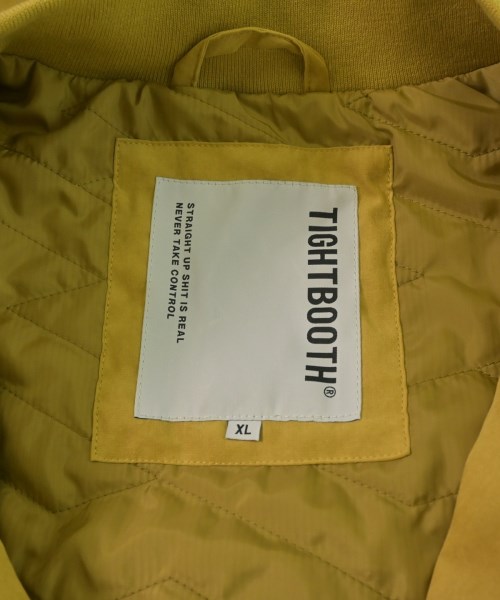 TIGHTBOOTH®
STRAIGHT UP SHIT IS REAL
NEVER TAKE CONTROL
XL